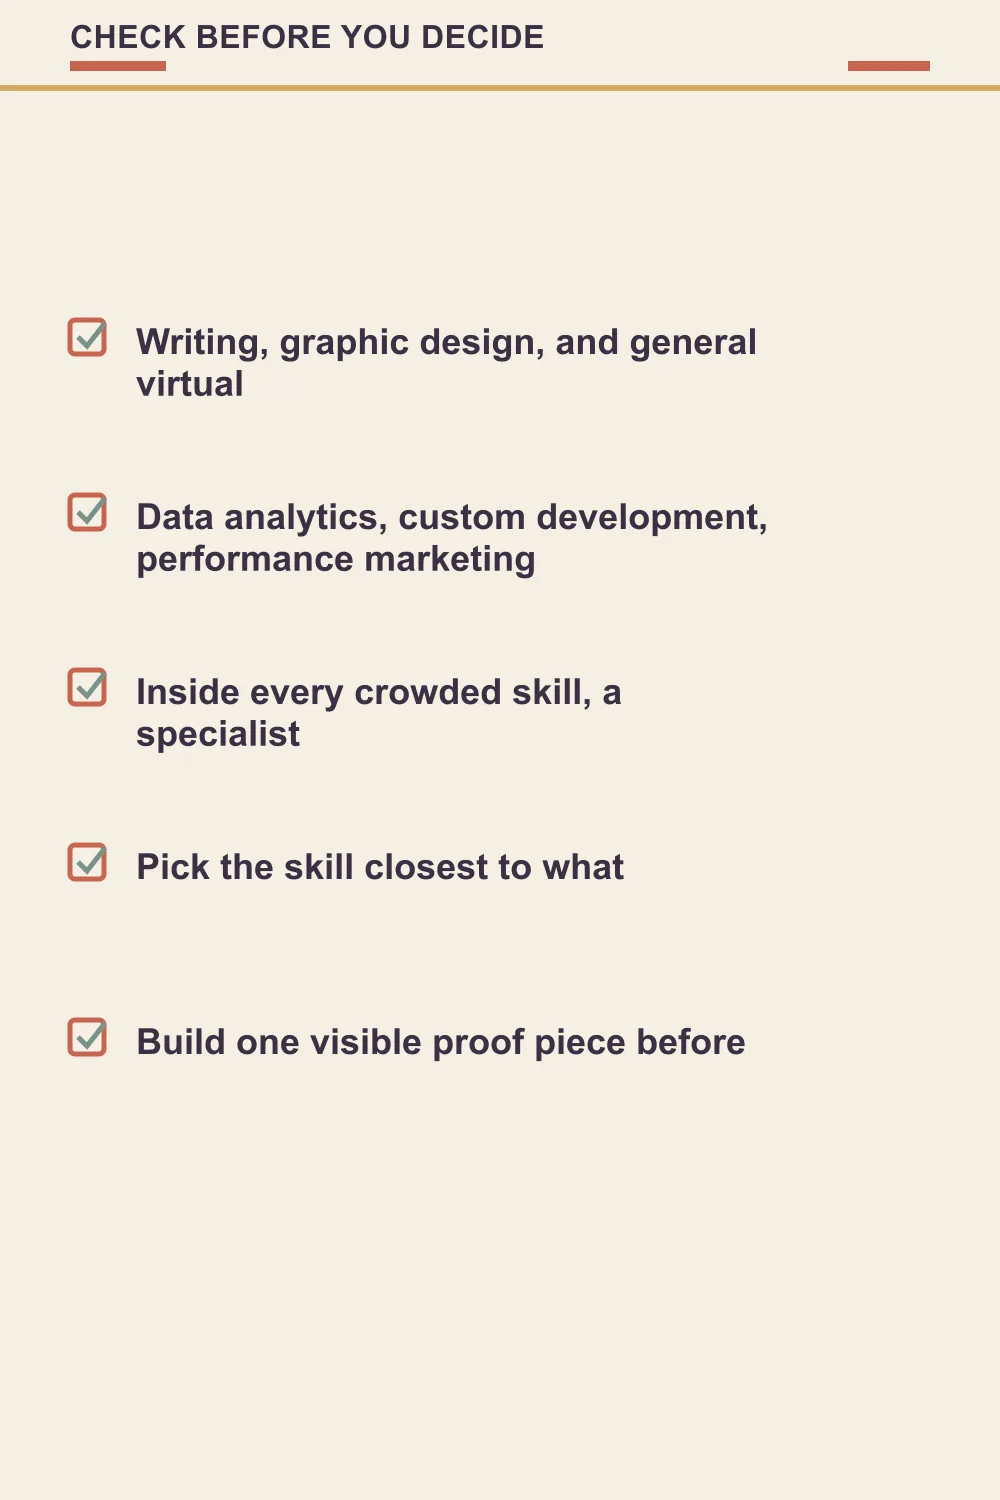 CHECK BEFORE YOU DECIDE
Writing, graphic design, and general
virtual
Data analytics, custom development,
performance marketing
Inside every crowded skill, a
specialist
Pick the skill closest to what
Build one visible proof piece before